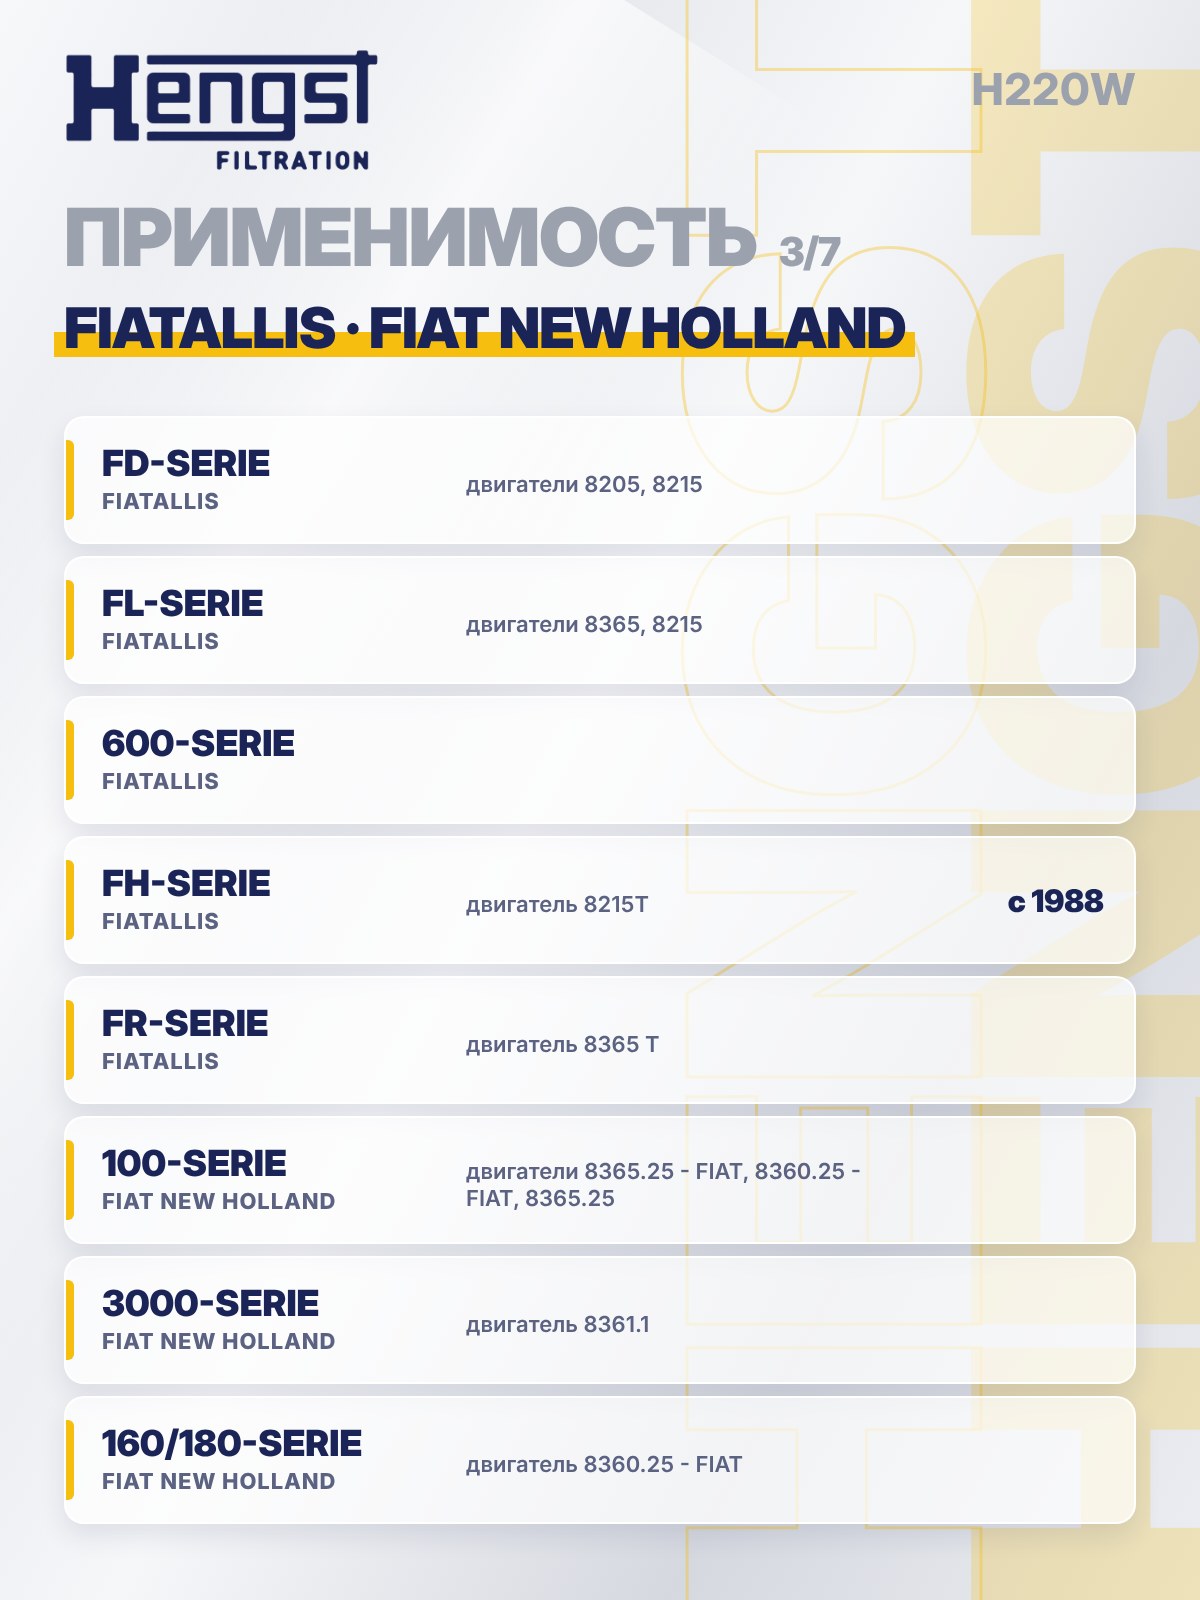 Hengst
FILTRATION
H220W
ПРИМЕНИМОСТЬ 3/7
FIATALLIS · FIAT NEW HOLLAND
FD-SERIE
FIATALLIS
двигатели 8205, 8215
FL-SERIE
FIATALLIS
двигатели 8365, 8215
600-SERIE
FIATALLIS
FH-SERIE
FIATALLIS
двигатель 8215T
с 1988
FR-SERIE
FIATALLIS
двигатель 8365 T
100-SERIE
FIAT NEW HOLLAND
двигатели 8365.25 - FIAT, 8360.25 -
FIAT, 8365.25
3000-SERIE
FIAT NEW HOLLAND
двигатель 8361.1
160/180-SERIE
FIAT NEW HOLLAND
двигатель 8360.25 - FIAT
HENGST
HENGST